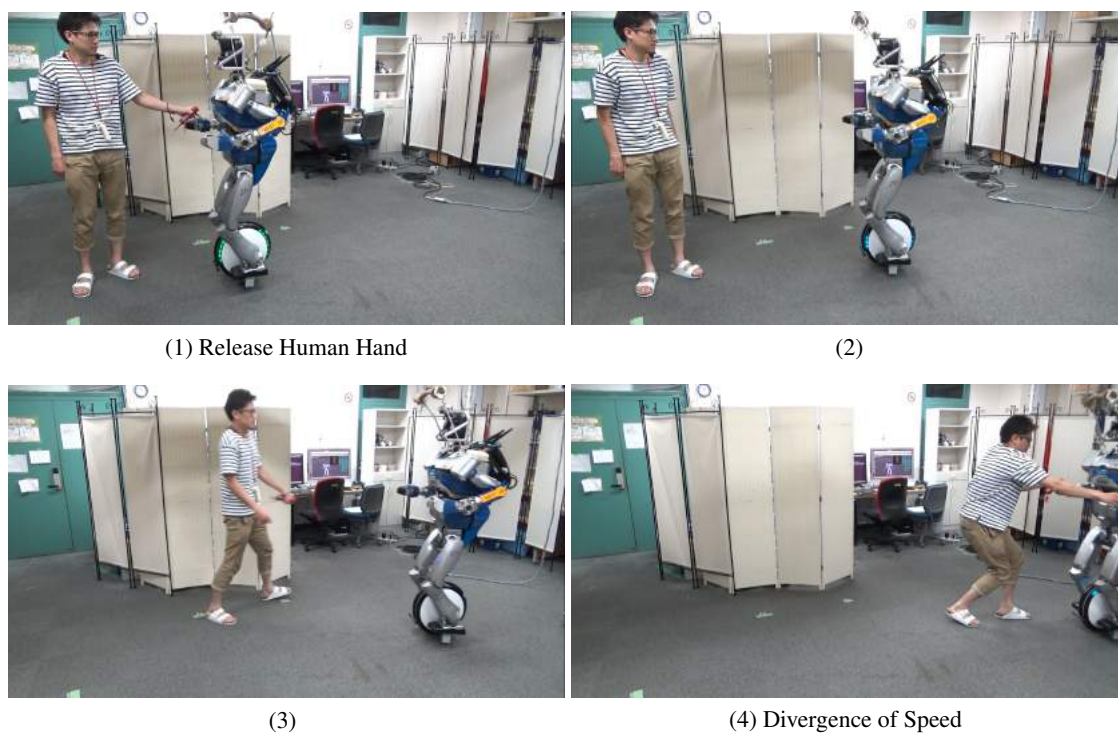 (1) Release Human Hand
(2)
(3)
(4) Divergence of Speed